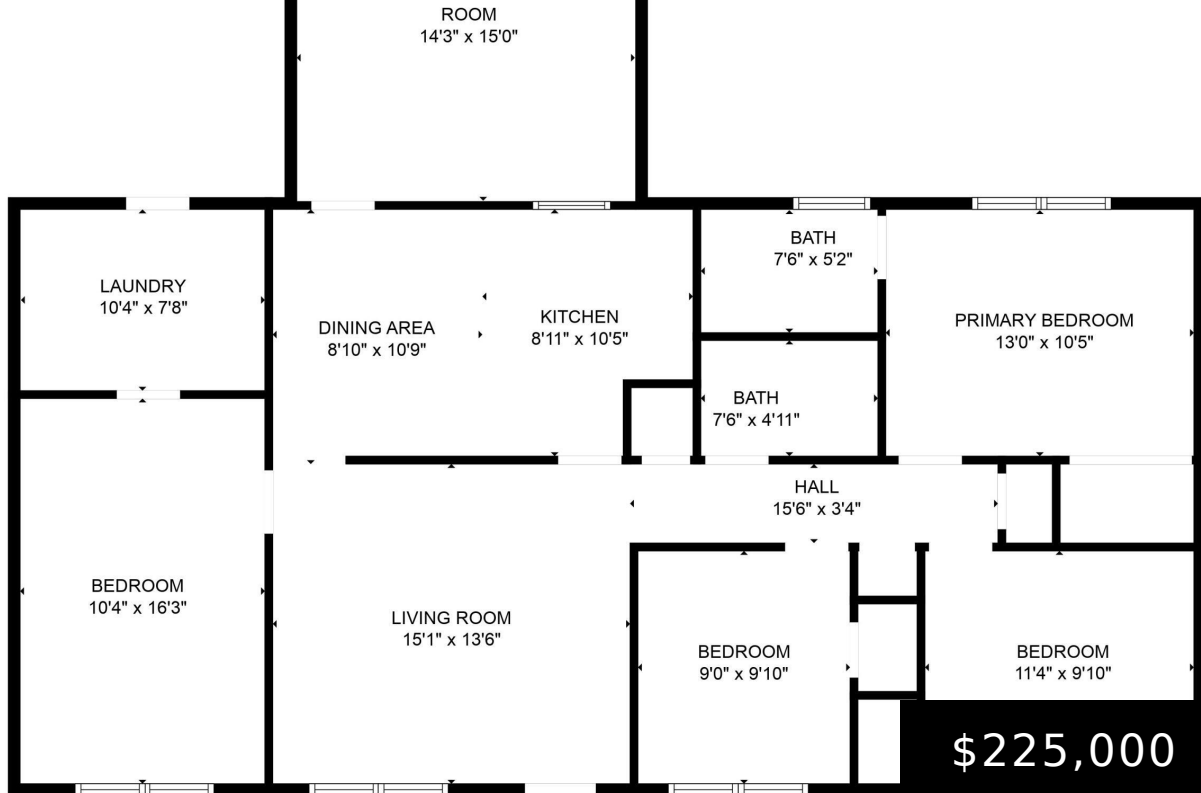 ROOM
14'3" x 15'0"
LAUNDRY
10'4" x 7'8"
DINING AREA
8'10" x 10'9"
KITCHEN
8'11" x 10'5"
BATH
7'6" x 5'2"
PRIMARY BEDROOM
13'0" x 10'5"
BATH
7'6" x 4'11"
HALL
15'6" x 3'4"
BEDROOM
10'4" x 16'3"
LIVING ROOM
15'1" x 13'6"
BEDROOM
9'0" x 9'10"
BEDROOM
11'4" x 9'10"
$225,000